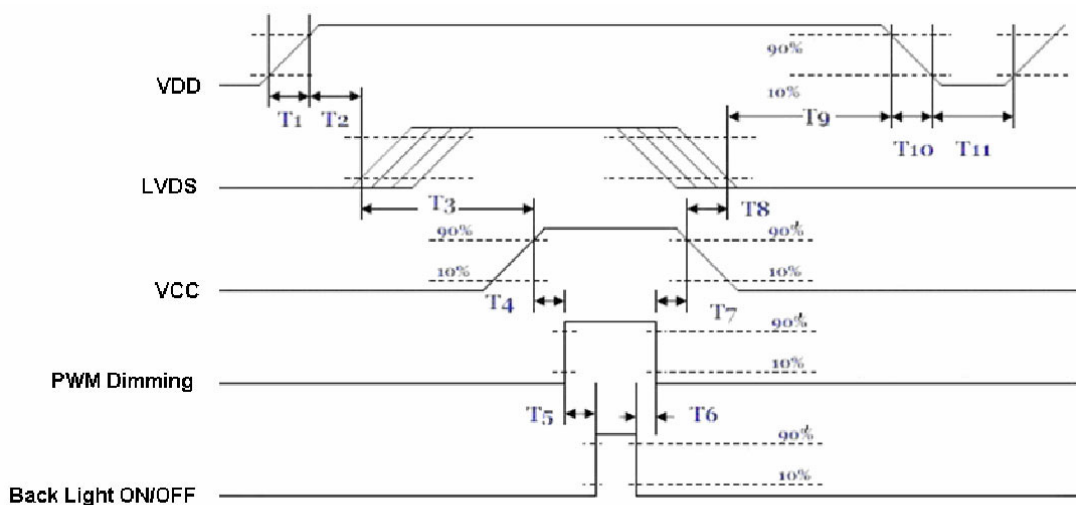 90%
VDD
10%
T1 T2 T9
T10 T11
LVDS
T3 T8
90% 90%
10% 10%
VCC
T4 T7
90%
PWM Dimming 10%
T5 T6
90%
10%
Back Light ON/OFF